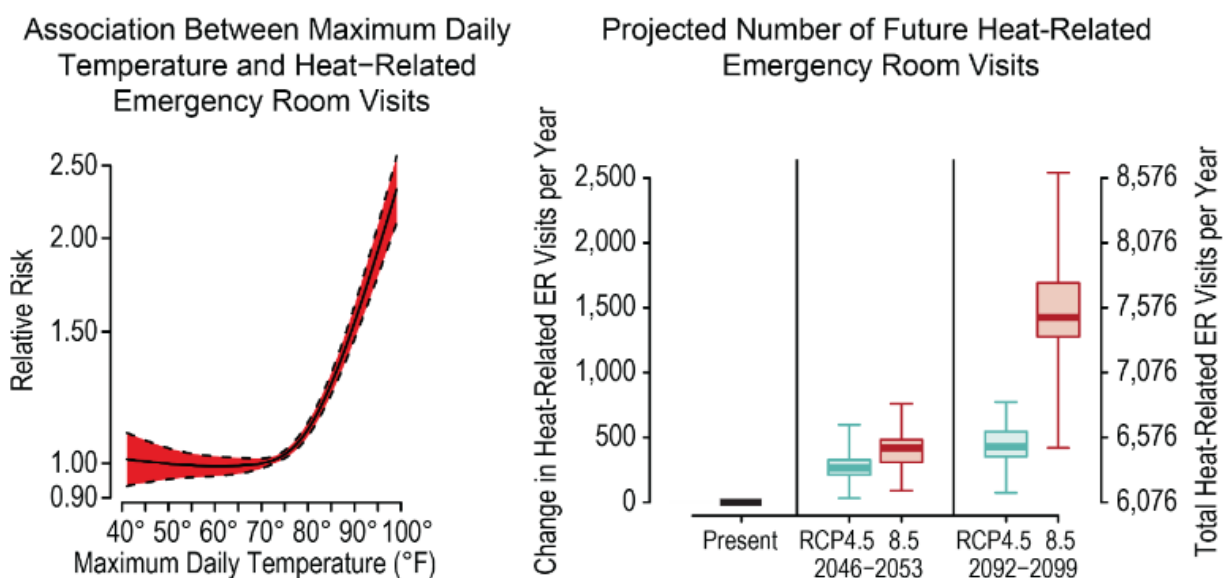 Association Between Maximum Daily
Temperature and Heat−Related
Emergency Room Visits
Relative Risk
2.50
2.00
1.50
1.00
0.90
40° 50° 60° 70° 80° 90° 100°
Maximum Daily Temperature (°F)
Projected Number of Future Heat-Related
Emergency Room Visits
Change in Heat-Related ER Visits per Year
2,500
2,000
1,500
1,000
500
0
8,576
8,076
7,576
7,076
6,576
6,076
Total Heat-Related ER Visits per Year
Present RCP4.5 8.5 RCP4.5 8.5
2046−2053 2092−2099